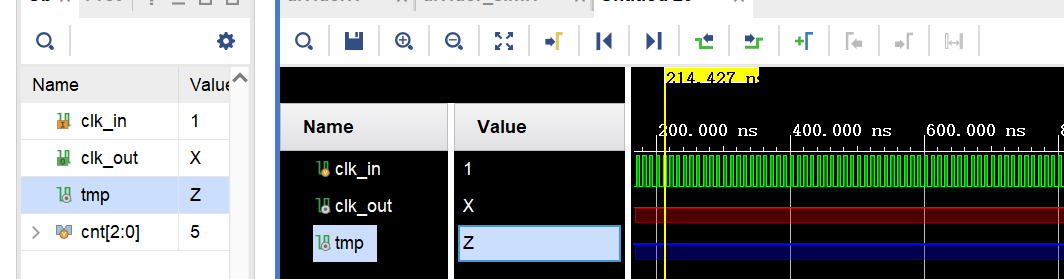 Name Value
clk_in 1
clk_out X
tmp Z
cnt[2:0] 5
Name Value
clk_in 1
clk_out X
tmp Z
214.427 ns
200.000 ns 400.000 ns 600.000 ns